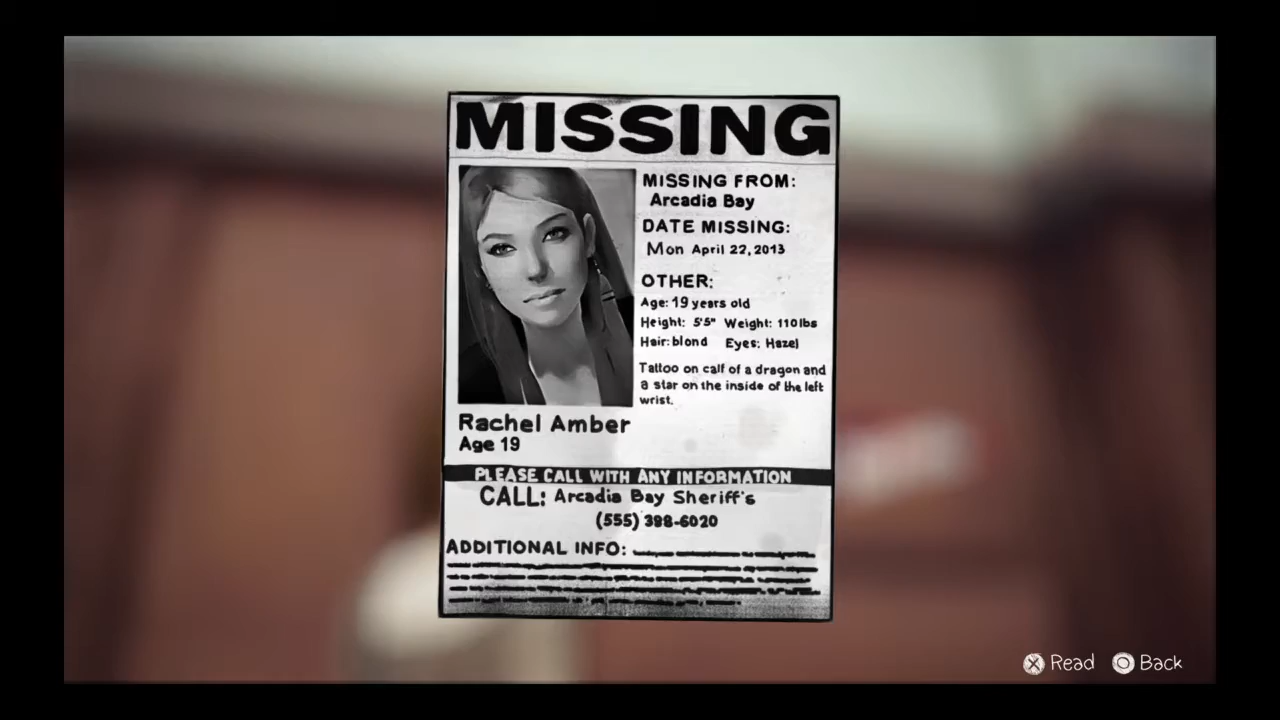 MISSING
MISSING FROM:
Arcadia Bay
DATE MISSING:
Mon April 22, 2013
OTHER:
Age: 19 years old
Height: 5'5" Weight: 110lbs
Hair: blond Eyes: Hazel
Tattoo on calf of a dragon and
a star on the inside of the left
wrist.
Rachel Amber
Age 19
PLEASE CALL WITH ANY INFORMATION
CALL: Arcadia Bay Sheriff's
(555) 398-6020
ADDITIONAL INFO:
Read Back